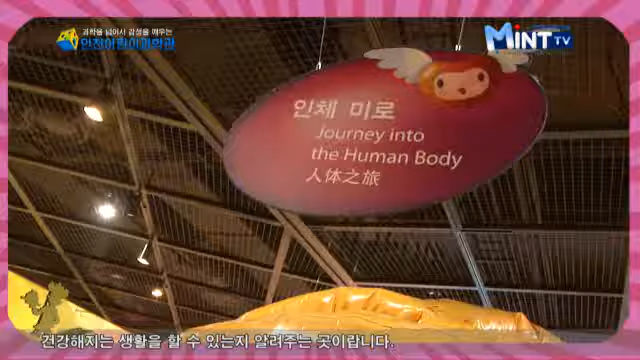 과학을 넘어서 감성을 깨우는
인천어린이과학관
MINT TV
인체 미로
Journey into
the Human Body
人体之旅
건강해지는 생활을 할 수 있는지 알려주는 곳이랍니다.